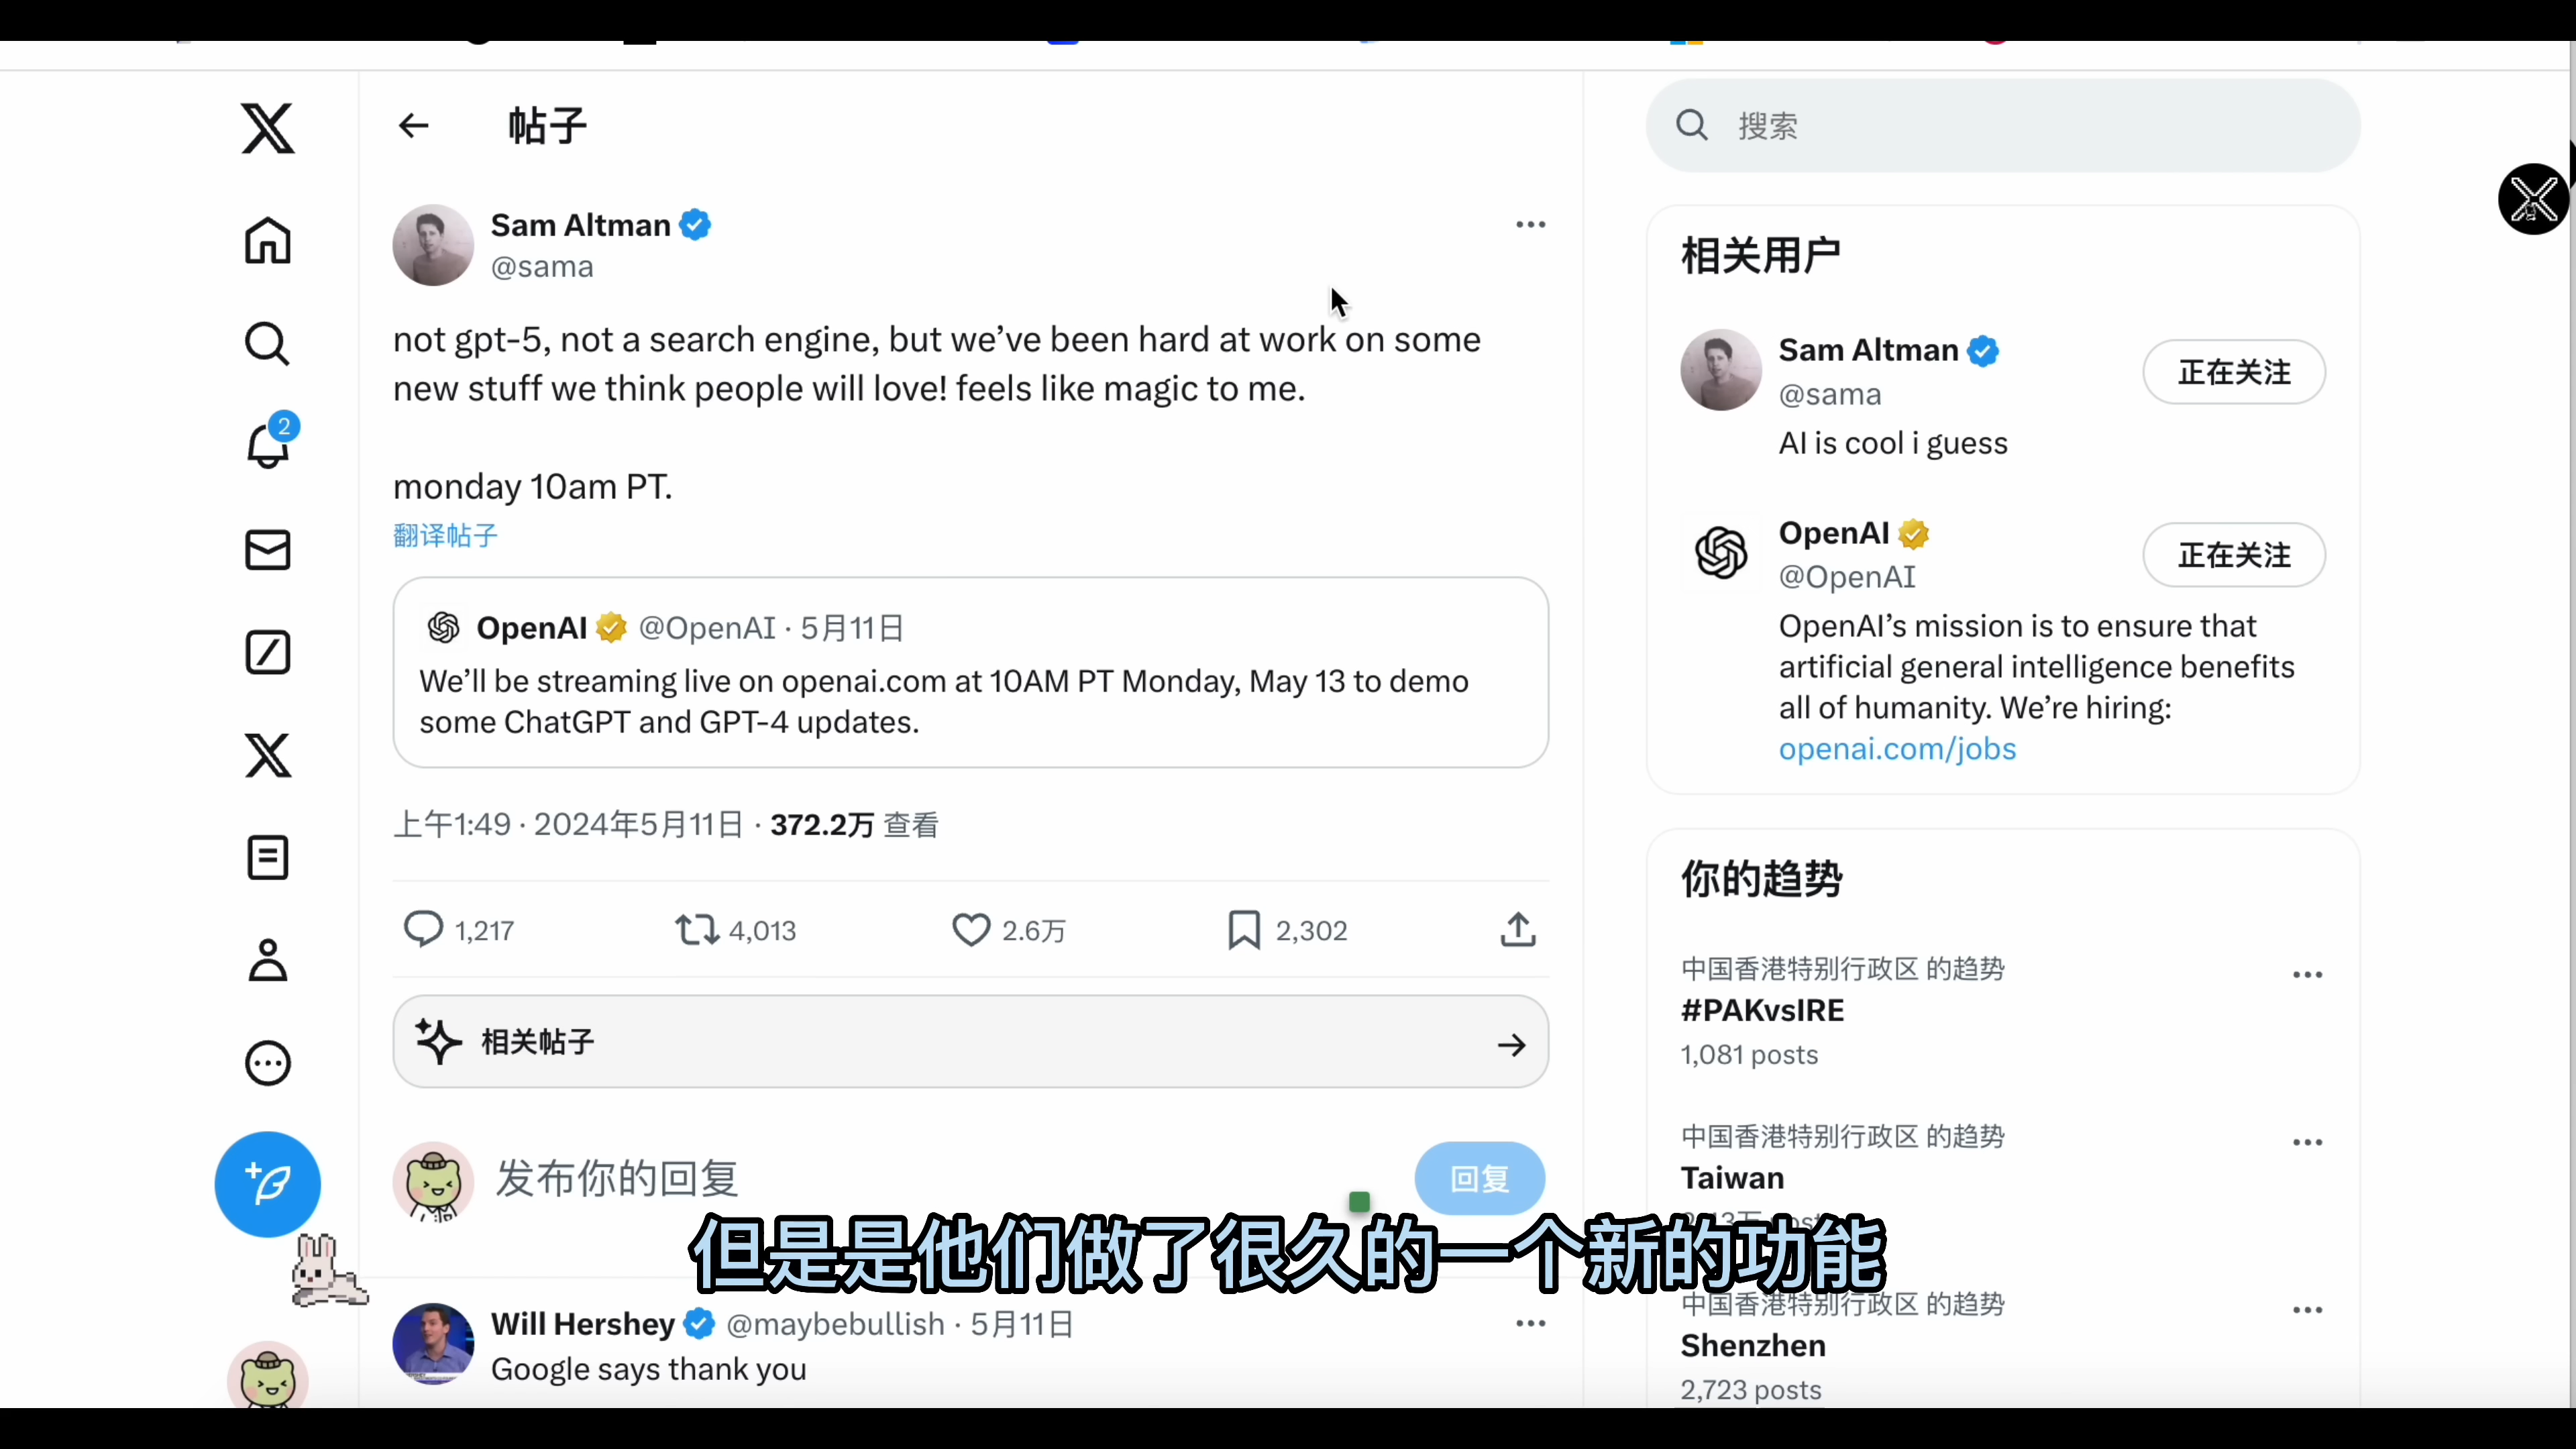 帖子
搜索
Sam Altman
@sama
not gpt-5, not a search engine, but we’ve been hard at work on some
new stuff we think people will love! feels like magic to me.
monday 10am PT.
翻译帖子
OpenAI @OpenAI · 5月11日
We’ll be streaming live on openai.com at 10AM PT Monday, May 13 to demo
some ChatGPT and GPT-4 updates.
上午1:49 · 2024年5月11日 · 372.2万 查看
1,217
4,013
2.6万
2,302
相关帖子
发布你的回复
回复
但是是他们做了很久的一个新的功能
Will Hershey @maybebullish · 5月11日
Google says thank you
2
相关用户
Sam Altman
@sama
正在关注
AI is cool i guess
OpenAI
@OpenAI
正在关注
OpenAI’s mission is to ensure that
artificial general intelligence benefits
all of humanity. We’re hiring:
openai.com/jobs
你的趋势
中国香港特别行政区 的趋势
#PAKvsIRE
1,081 posts
中国香港特别行政区 的趋势
Taiwan
中国香港特别行政区 的趋势
Shenzhen
2,723 posts